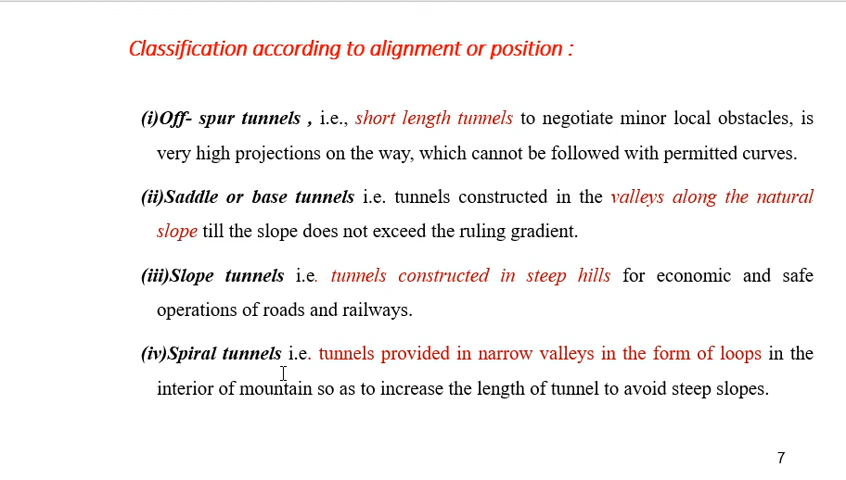 Classification according to alignment or position :
(i)Off- spur tunnels , i.e., short length tunnels to negotiate minor local obstacles, is
very high projections on the way, which cannot be followed with permitted curves.
(ii)Saddle or base tunnels i.e. tunnels constructed in the valleys along the natural
slope till the slope does not exceed the ruling gradient.
(iii)Slope tunnels i.e. tunnels constructed in steep hills for economic and safe
operations of roads and railways.
(iv)Spiral tunnels i.e. tunnels provided in narrow valleys in the form of loops in the
interior of mountain so as to increase the length of tunnel to avoid steep slopes.
7